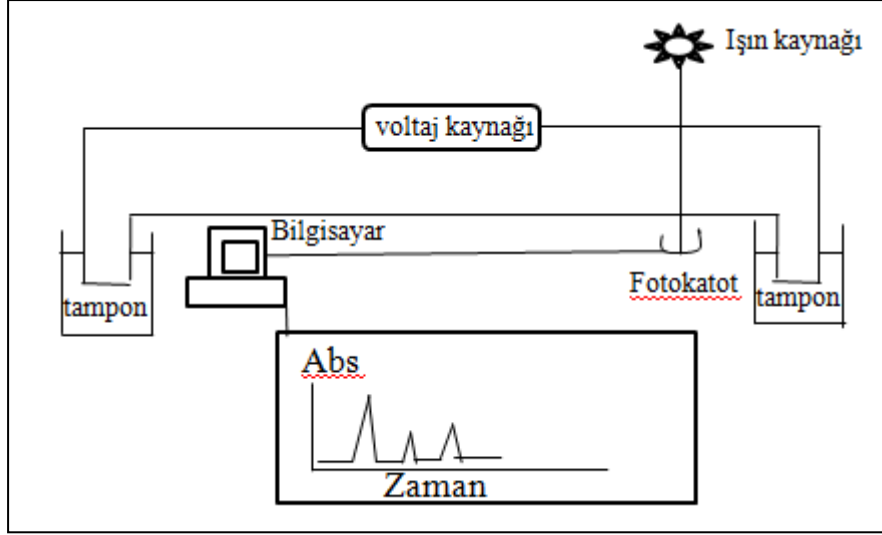 Işın kaynağı
voltaj kaynağı
Bilgisayar
Fotokatot
tampon
tampon
Abs
Zaman